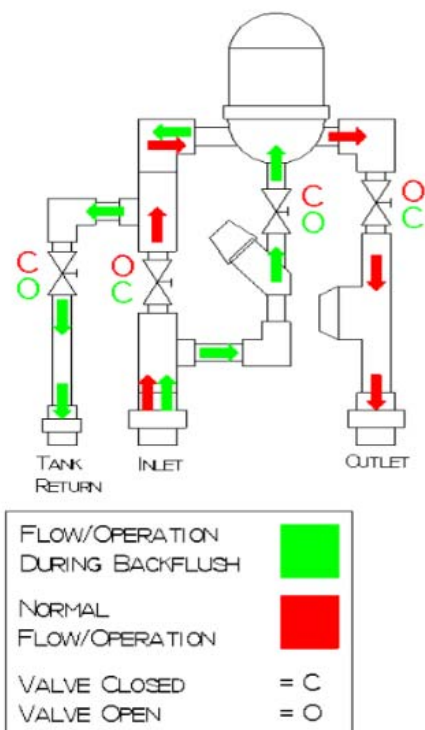 C
O
O
C
C
O
O
C
TANK
RETURN
INLET
OUTLET
FLOW/OPERATION
DURING BACKFLUSH
NORMAL
FLOW/OPERATION
VALVE CLOSED = C
VALVE OPEN = O